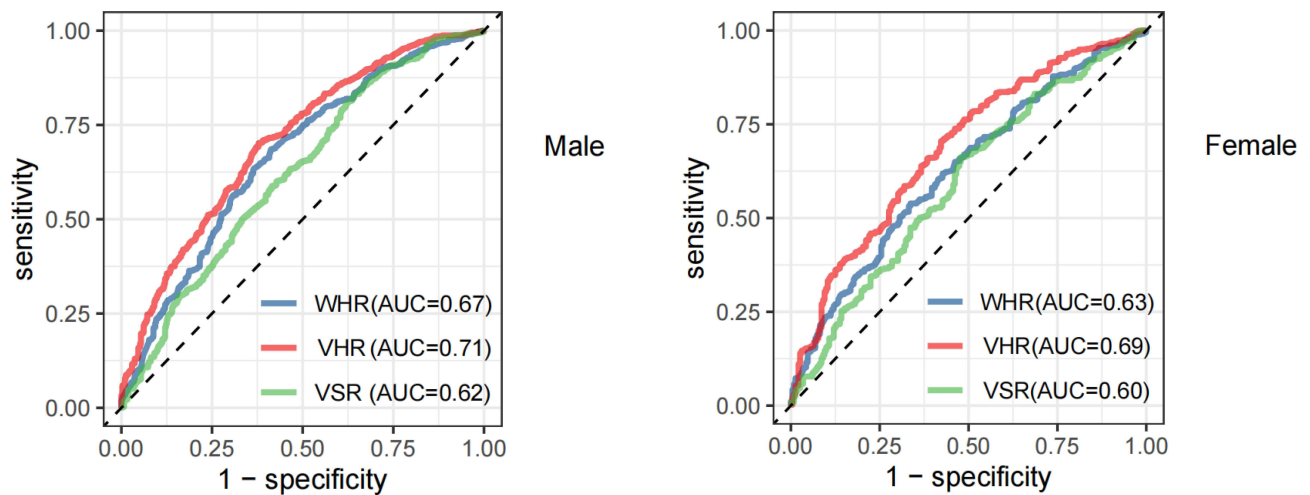 1.00
0.75
0.50
0.25
0.00
sensitivity
WHR(AUC=0.67)
VHR (AUC=0.71)
VSR (AUC=0.62)
0.00 0.25 0.50 0.75 1.00
1 − specificity
Male
1.00
0.75
0.50
0.25
0.00
sensitivity
WHR(AUC=0.63)
VHR(AUC=0.69)
VSR(AUC=0.60)
0.00 0.25 0.50 0.75 1.00
1 − specificity
Female